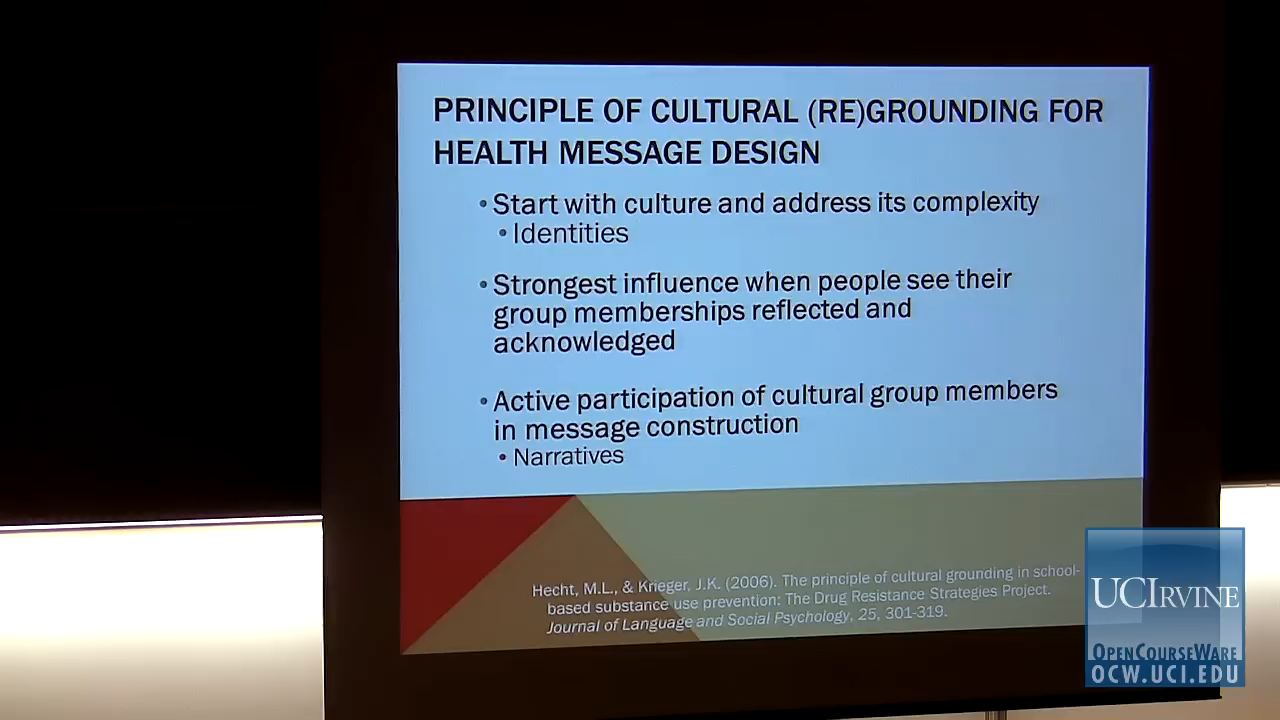 PRINCIPLE OF CULTURAL (RE)GROUNDING FOR
HEALTH MESSAGE DESIGN
• Start with culture and address its complexity
• Identities
• Strongest influence when people see their
group memberships reflected and
acknowledged
• Active participation of cultural group members
in message construction
• Narratives
Hecht, M.L., & Krieger, J.K. (2006). The principle of cultural grounding in school-
based substance use prevention: The Drug Resistance Strategies Project.
Journal of Language and Social Psychology, 25, 301-319.
UCIRVINE
OPENCOURSEWARE
OCW.UCI.EDU